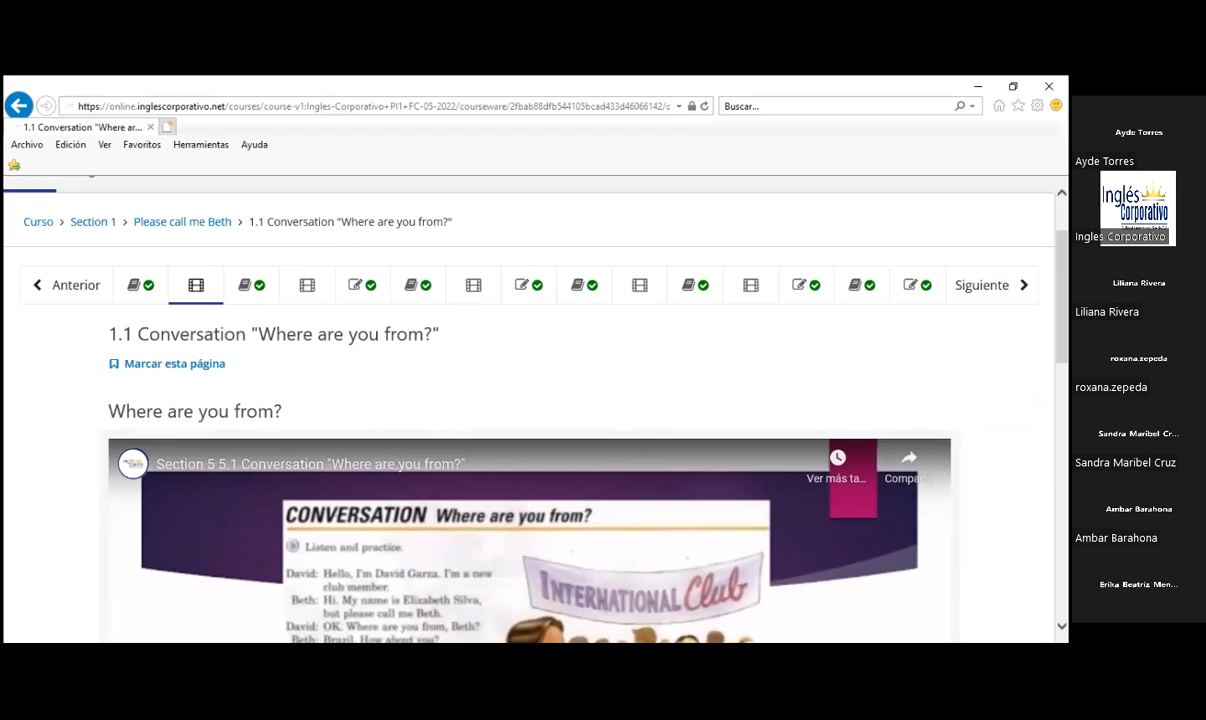 https://online.inglescorporativo.net/courses/course-v1:Ingles-Corporativo+PI1+FC-05-2022/courseware/2fbab88dfb544105bcad433d46066142/c
Buscar...
1.1 Conversation "Where ar...
Archivo Edición Ver Favoritos Herramientas Ayuda
Curso > Section 1 > Please call me Beth > 1.1 Conversation "Where are you from?"
Anterior
Siguiente
1.1 Conversation "Where are you from?"
Marcar esta página
Where are you from?
Section 5 5.1 Conversation "Where are you from?"
Ver más ta...
Compart
CONVERSATION Where are you from?
Listen and practice.
David: Hello, I'm David Garza. I'm a new
club member.
Beth: Hi. My name is Elizabeth Silva,
but please call me Beth.
David: OK. Where are you from, Beth?
Beth: Brazil. How about you?
INTERNATIONAL Club
Ayde Torres
Ayde Torres
Inglés
Corporativo
Ingles Corporativo
Liliana Rivera
Liliana Rivera
roxana.zepeda
roxana.zepeda
Sandra Maribel Cr...
Sandra Maribel Cruz
Ambar Barahona
Ambar Barahona
Erika Beatriz Men...